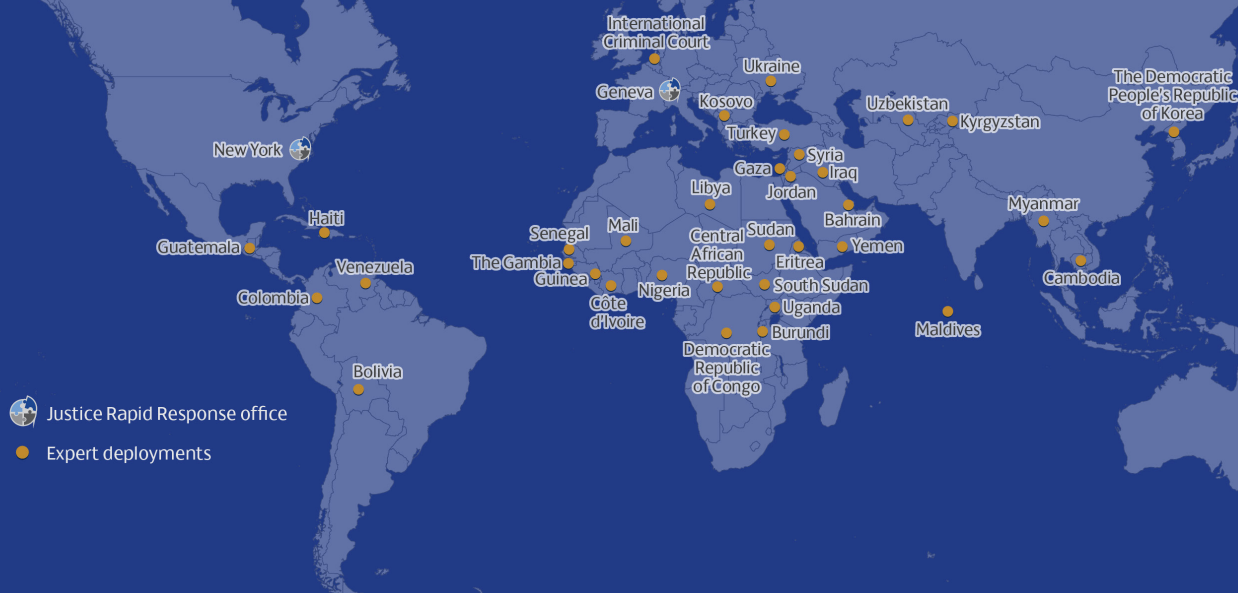 International
Criminal Court
Ukraine
Geneva
The Democratic
People's Republic
of Korea
Kosovo
Uzbekistan
Kyrgyzstan
Turkey
New York
Syria
Gaza
Iraq
Jordan
Libya
Myanmar
Bahrain
Haiti
Senegal
Mali
Central
African
Republic
Sudan
Yemen
Guatemala
Eritrea
The Gambia
Venezuela
Guinea
Nigeria
South Sudan
Cambodia
Colombia
Côte
d'Ivoire
Uganda
Maldives
Burundi
Democratic
Republic
of Congo
Bolivia
Justice Rapid Response office
Expert deployments